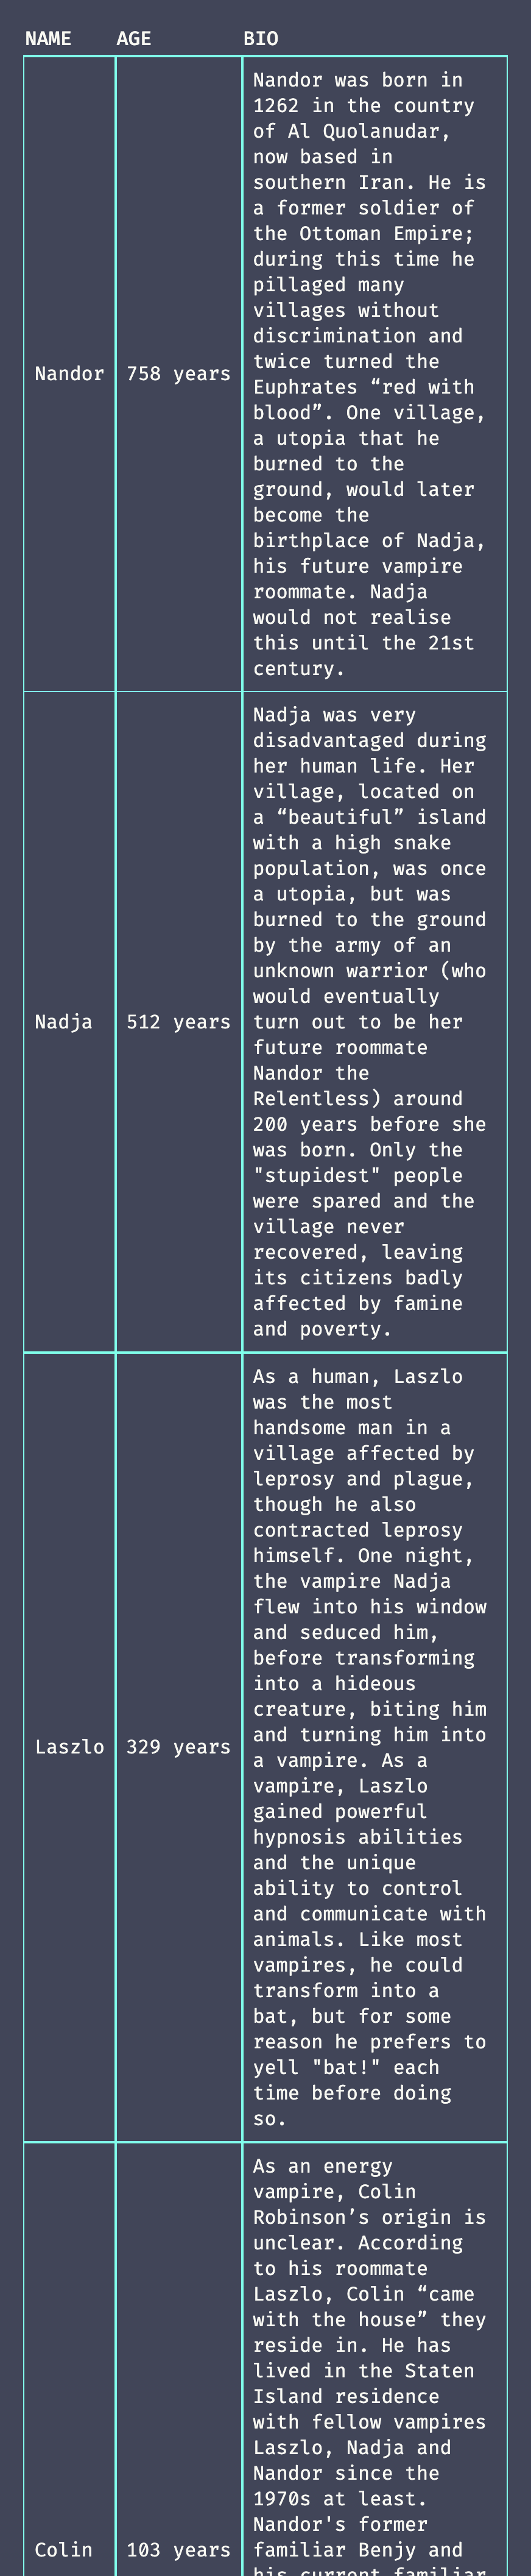 NAME AGE BIO
Nandor was born in
1262 in the country
of Al Quolanudar,
now based in
southern Iran. He is
a former soldier of
the Ottoman Empire;
during this time he
pillaged many
villages without
discrimination and
twice turned the
Nandor 758 years Euphrates “red with
blood”. One village,
a utopia that he
burned to the
ground, would later
become the
birthplace of Nadja,
his future vampire
roommate. Nadja
would not realise
this until the 21st
century.
Nadja was very
disadvantaged during
her human life. Her
village, located on
a “beautiful” island
with a high snake
population, was once
a utopia, but was
burned to the ground
by the army of an
unknown warrior (who
would eventually
Nadja 512 years turn out to be her
future roommate
Nandor the
Relentless) around
200 years before she
was born. Only the
"stupidest" people
were spared and the
village never
recovered, leaving
its citizens badly
affected by famine
and poverty.
As a human, Laszlo
was the most
handsome man in a
village affected by
leprosy and plague,
though he also
contracted leprosy
himself. One night,
the vampire Nadja
flew into his window
and seduced him,
before transforming
into a hideous
creature, biting him
and turning him into
Laszlo 329 years a vampire. As a
vampire, Laszlo
gained powerful
hypnosis abilities
and the unique
ability to control
and communicate with
animals. Like most
vampires, he could
transform into a
bat, but for some
reason he prefers to
yell "bat!" each
time before doing
so.
As an energy
vampire, Colin
Robinson’s origin is
unclear. According
to his roommate
Laszlo, Colin “came
with the house” they
reside in. He has
lived in the Staten
Island residence
with fellow vampires
Laszlo, Nadja and
Nandor since the
1970s at least.
Nandor's former
Colin 103 years familiar Benjy and
his current familiar